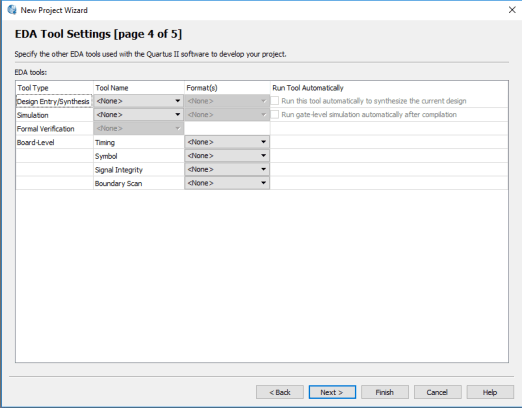 New Project Wizard
EDA Tool Settings [page 4 of 5]
Specify the other EDA tools used with the Quartus II software to develop your project.
EDA tools:
Tool Type Tool Name Format(s) Run Tool Automatically
Design Entry/Synthesis <None> <None> Run this tool automatically to synthesize the current design
Simulation <None> <None> Run gate-level simulation automatically after compilation
Formal Verification <None>
Board-Level Timing <None>
Symbol <None>
Signal Integrity <None>
Boundary Scan <None>
< Back Next > Finish Cancel Help